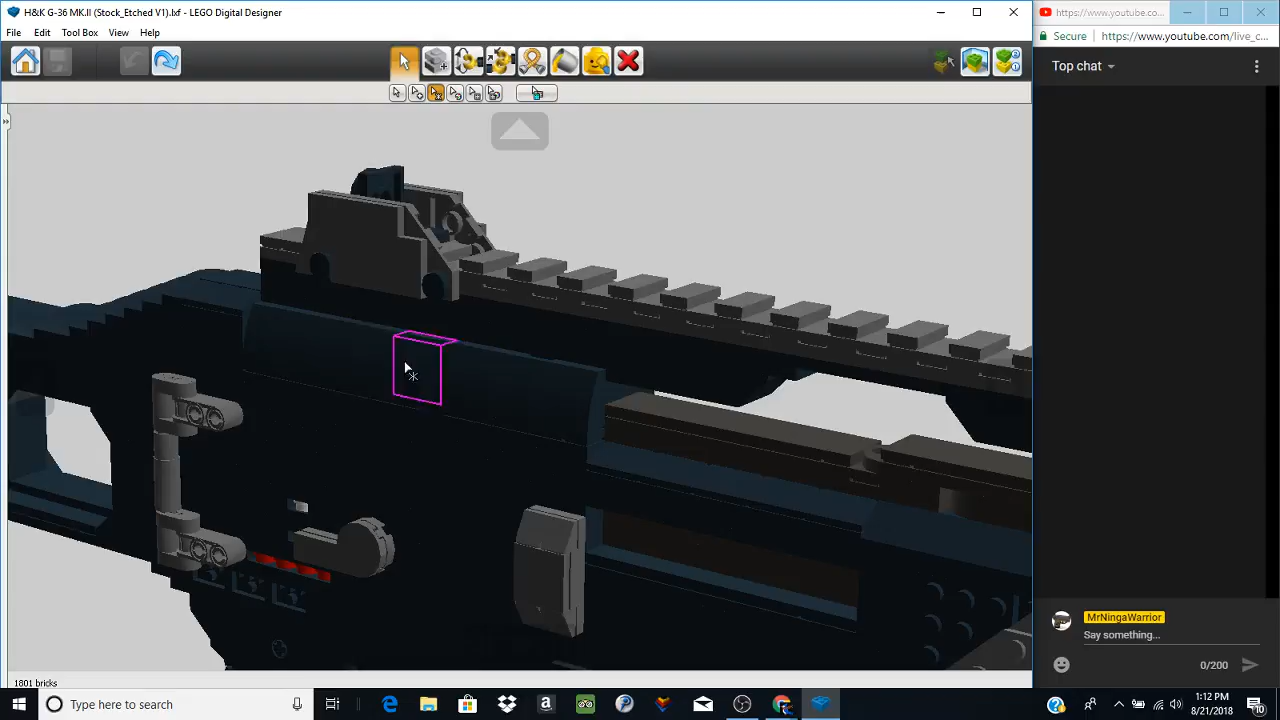 H&K G-36 MK.II (Stock_Etched V1).lxf - LEGO Digital Designer
https://www.youtube.co...
File Edit Tool Box View Help
Secure https://www.youtube.com/live_c...
Top chat
MrNingaWarrior
Say something...
0/200
1801 bricks
Type here to search
1:12 PM
8/21/2018